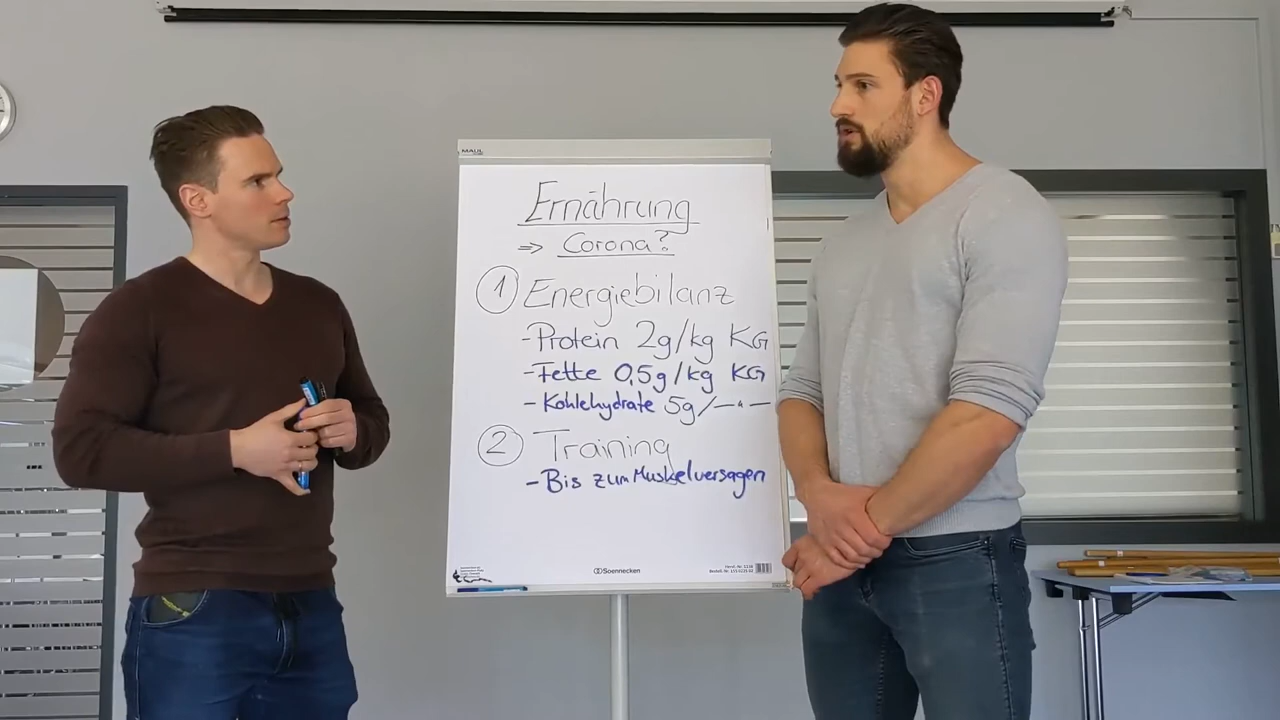 MAUL
Ernährung
⇒ Corona?
① Energiebilanz
- Protein 2g/kg KG
- Fette 0,5g/kg KG
- Kohlehydrate 5g/—"—
② Training
- Bis zum Muskelversagen
Soennecken